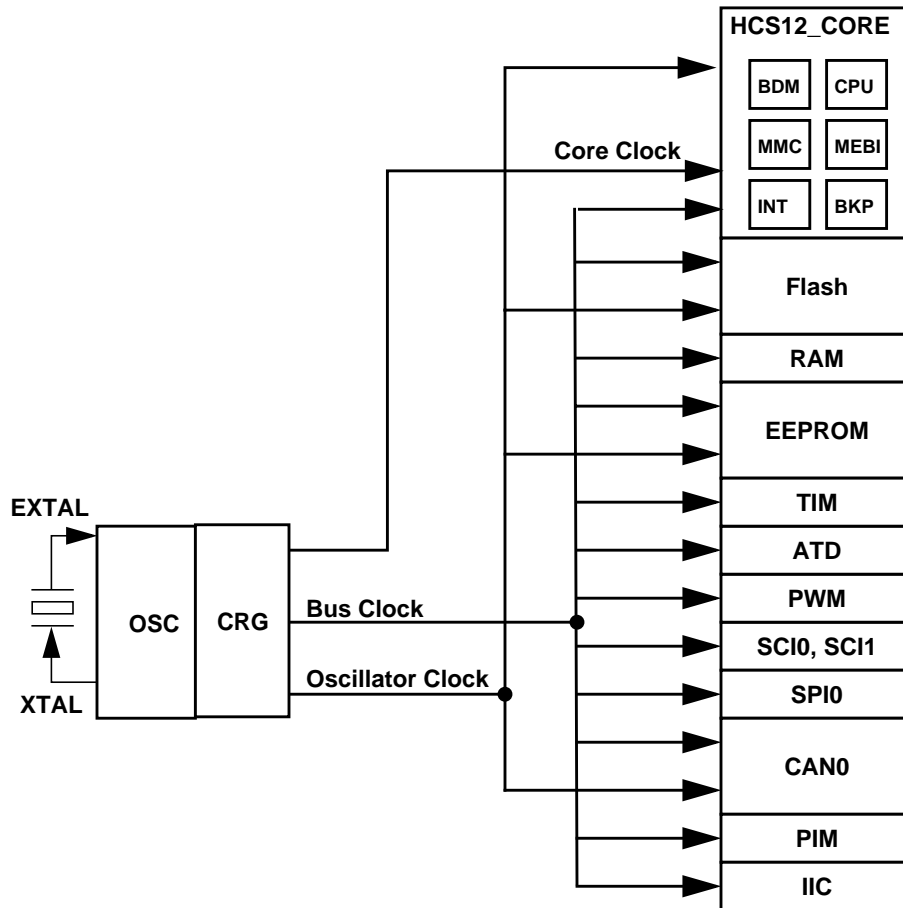 HCS12_CORE
BDM CPU
Core Clock
MMC MEBI
INT BKP
Flash
RAM
EEPROM
EXTAL
TIM
ATD
Bus Clock
PWM
OSC CRG
SCI0, SCI1
Oscillator Clock
XTAL
SPI0
CAN0
PIM
IIC